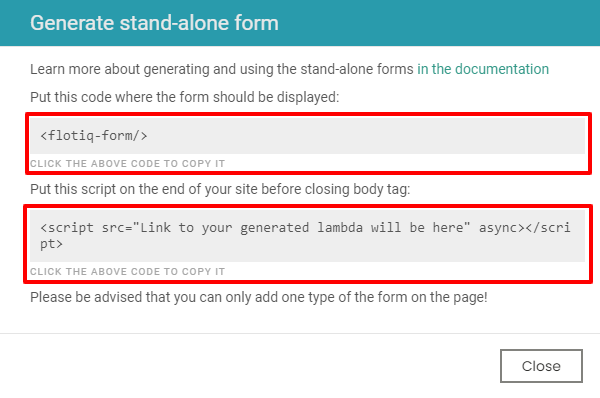 Generate stand-alone form
Learn more about generating and using the stand-alone forms in the documentation
Put this code where the form should be displayed:
<flotiq-form/>
CLICK THE ABOVE CODE TO COPY IT
Put this script on the end of your site before closing body tag:
<script src="Link to your generated lambda will be here" async></scri
pt>
CLICK THE ABOVE CODE TO COPY IT
Please be advised that you can only add one type of the form on the page!
Close